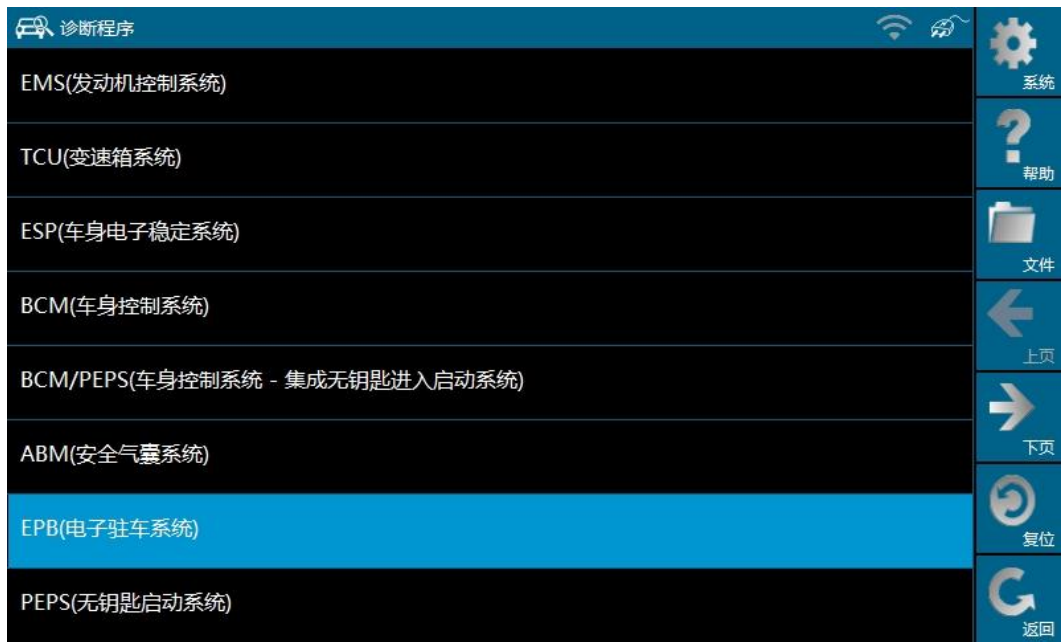 诊断程序
EMS(发动机控制系统)
TCU(变速箱系统)
ESP(车身电子稳定系统)
BCM(车身控制系统)
BCM/PEPS(车身控制系统 - 集成无钥匙进入启动系统)
ABM(安全气囊系统)
EPB(电子驻车系统)
PEPS(无钥匙启动系统)
系统
帮助
文件
上页
下页
复位
返回